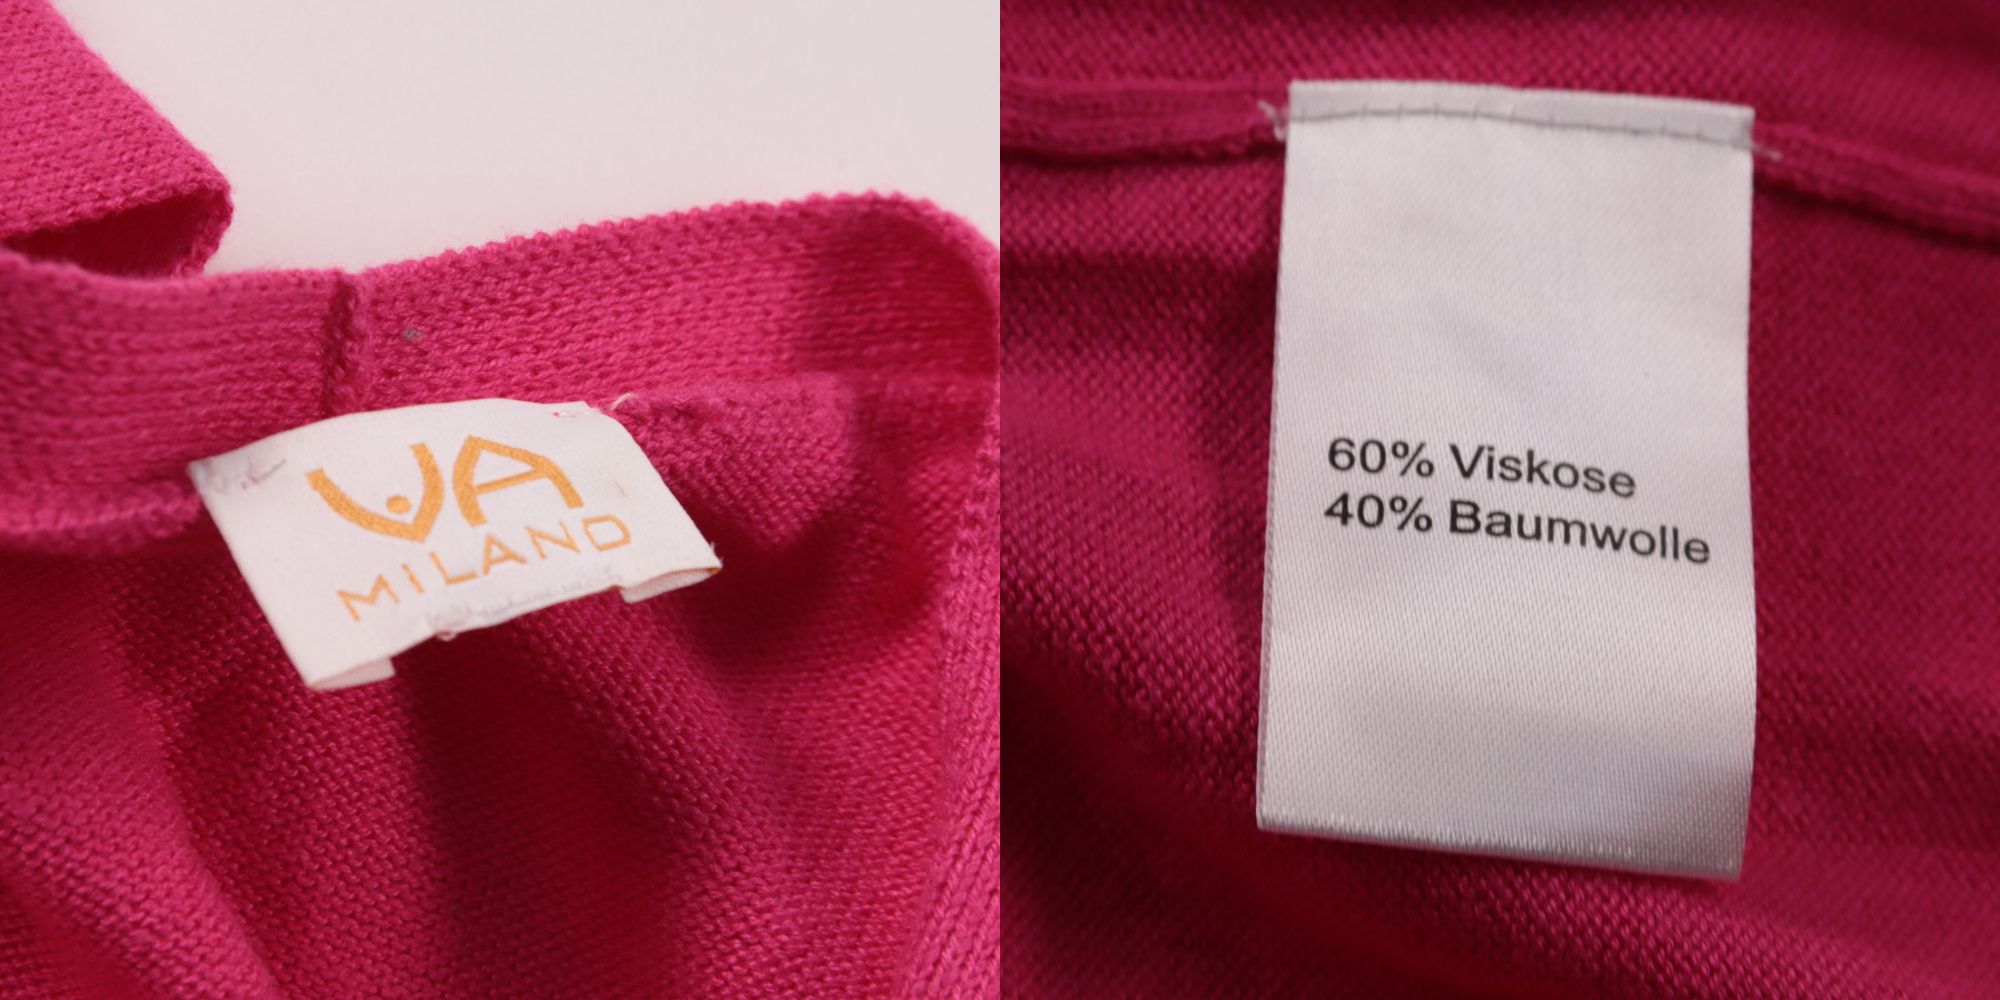 VA
MILANO
60% Viskose
40% Baumwolle